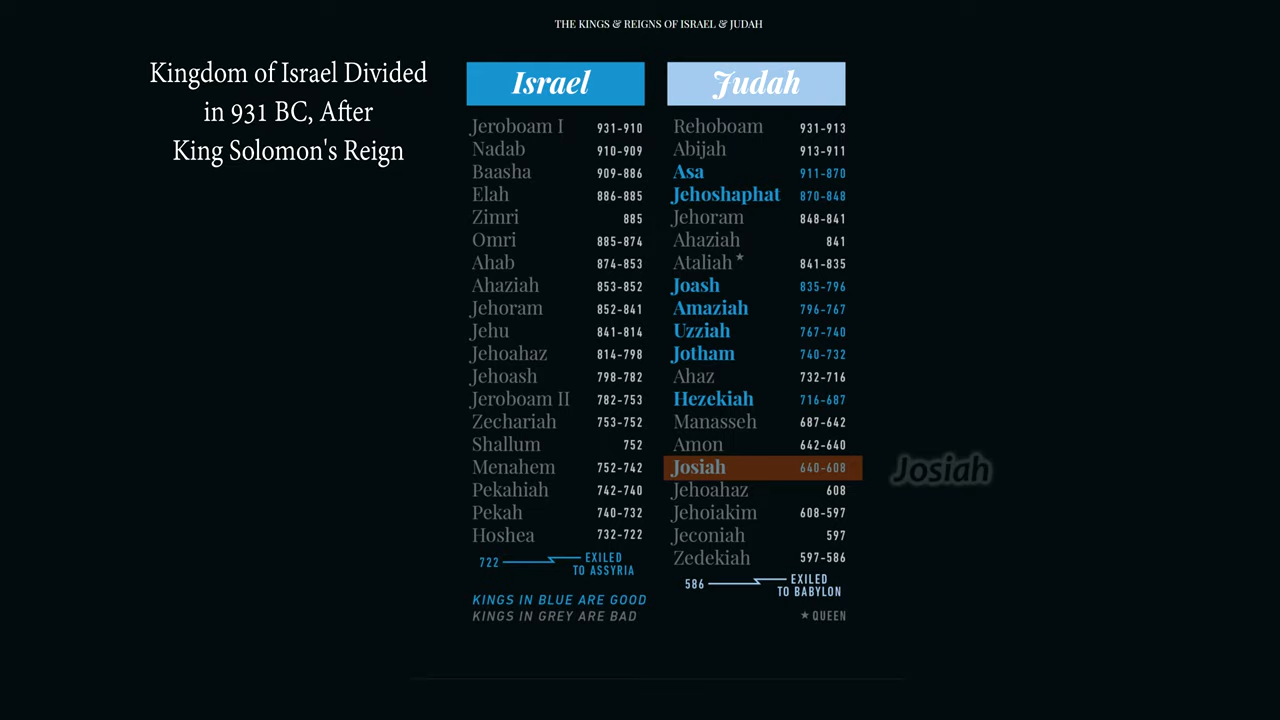 THE KINGS & REIGNS OF ISRAEL & JUDAH
Kingdom of Israel Divided
in 931 BC, After
King Solomon's Reign
Israel
Jeroboam I 931-910
Nadab 910-909
Baasha 909-886
Elah 886-885
Zimri 885
Omri 885-874
Ahab 874-853
Ahaziah 853-852
Jehoram 852-841
Jehu 841-814
Jehoahaz 814-798
Jehoash 798-782
Jeroboam II 782-753
Zechariah 753-752
Shallum 752
Menahem 752-742
Pekahiah 742-740
Pekah 740-732
Hoshea 732-722
722 EXILED
TO ASSYRIA
Judah
Rehoboam 931-913
Abijah 913-911
Asa 911-870
Jehoshaphat 870-848
Jehoram 848-841
Ahaziah 841
Ataliah★ 841-835
Joash 835-796
Amaziah 796-767
Uzziah 767-740
Jotham 740-732
Ahaz 732-716
Hezekiah 716-687
Manasseh 687-642
Amon 642-640
Josiah 640-608
Josiah
Jehoahaz 608
Jehoiakim 608-597
Jeconiah 597
Zedekiah 597-586
586 EXILED
TO BABYLON
KINGS IN BLUE ARE GOOD
KINGS IN GREY ARE BAD
★ QUEEN